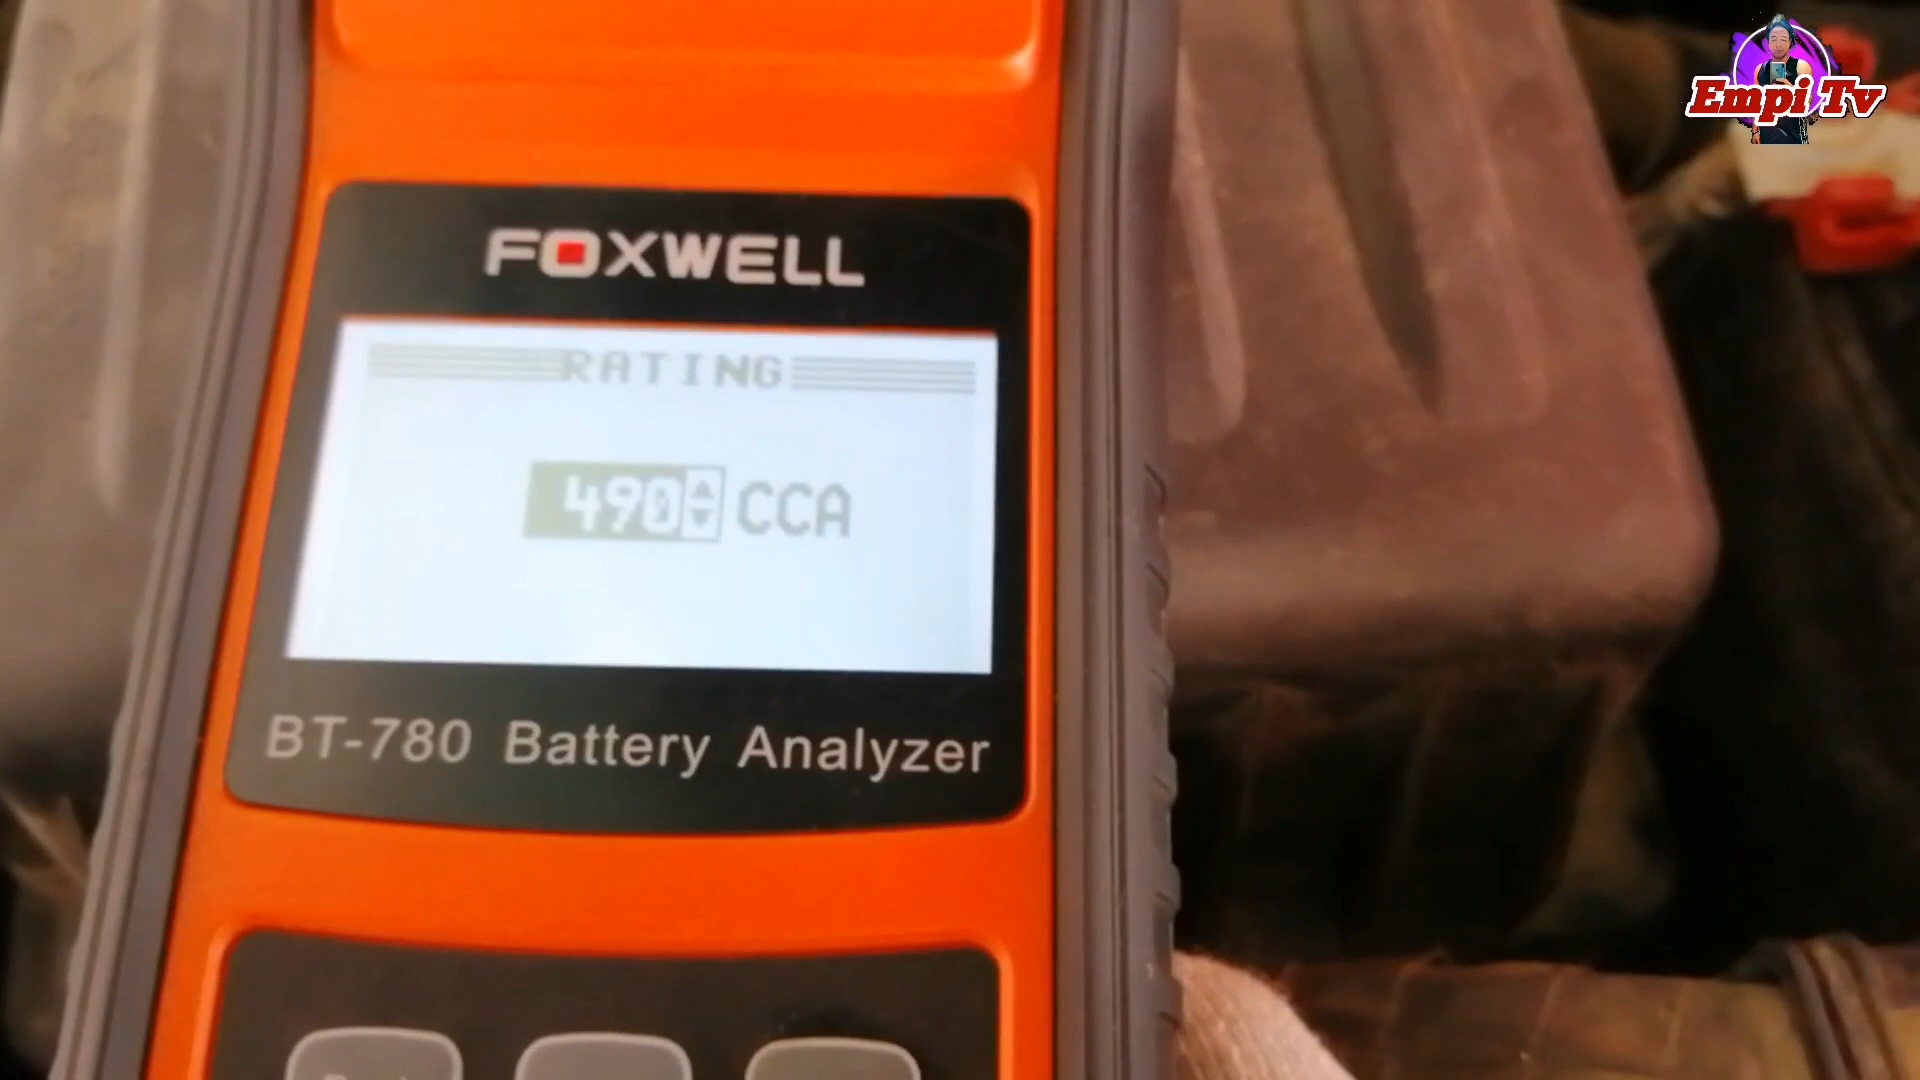 Empi Tv
FOXWELL
RATING
490 CCA
BT-780 Battery Analyzer